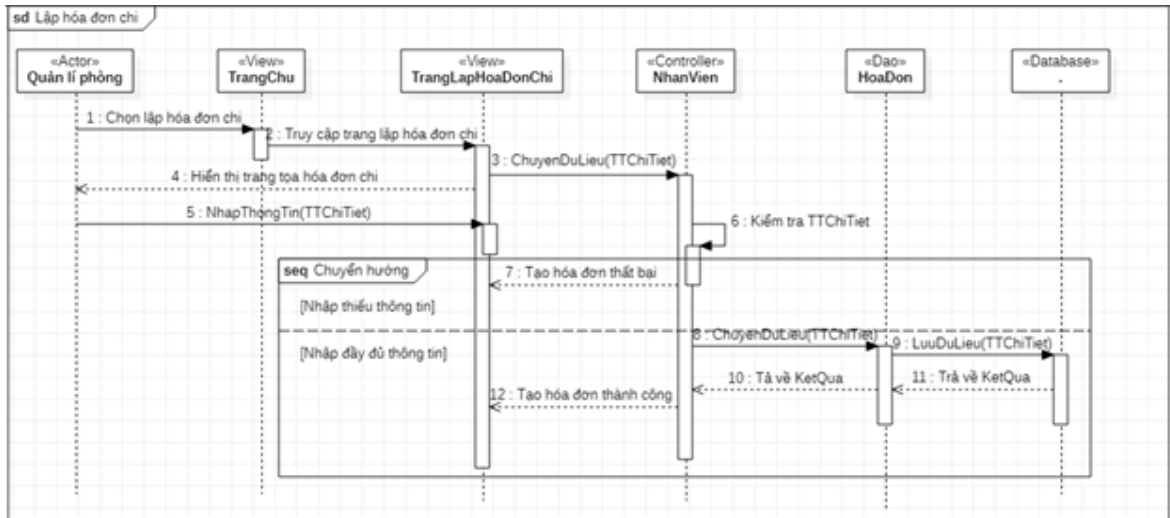 sd Lập hóa đơn chi
«Actor»
Quản lí phòng
«View»
TrangChu
«View»
TrangLapHoaDonChi
«Controller»
NhanVien
«Dao»
HoaDon
«Database»
.
1 : Chọn lập hóa đơn chi
2 : Truy cập trang lập hóa đơn chi
3 : ChuyenDuLieu(TTChiTiet)
4 : Hiển thị trang tọa hóa đơn chi
5 : NhapThongTin(TTChiTiet)
6 : Kiểm tra TTChiTiet
seq Chuyển hướng
7 : Tạo hóa đơn thất bại
[Nhập thiếu thông tin]
8 : ChuyenDuLieu(TTChiTiet)
9 : LuuDuLieu(TTChiTiet)
[Nhập đầy đủ thông tin]
10 : Tả về KetQua
11 : Trả về KetQua
12 : Tạo hóa đơn thành công